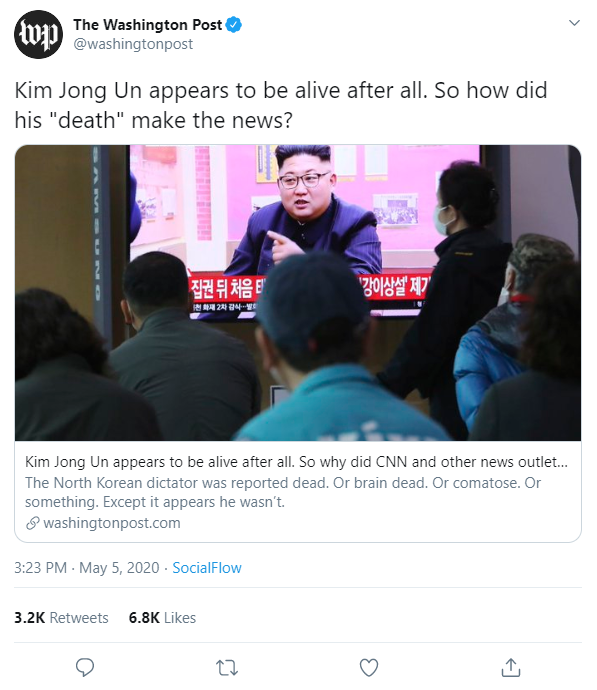 The Washington Post
@washingtonpost
Kim Jong Un appears to be alive after all. So how did
his "death" make the news?
SAMSUNG
집권 뒤 처음 태
강이상설' 제기
Kim Jong Un appears to be alive after all. So why did CNN and other news outlet...
The North Korean dictator was reported dead. Or brain dead. Or comatose. Or
something. Except it appears he wasn't.
washingtonpost.com
3:23 PM · May 5, 2020 · SocialFlow
3.2K Retweets 6.8K Likes